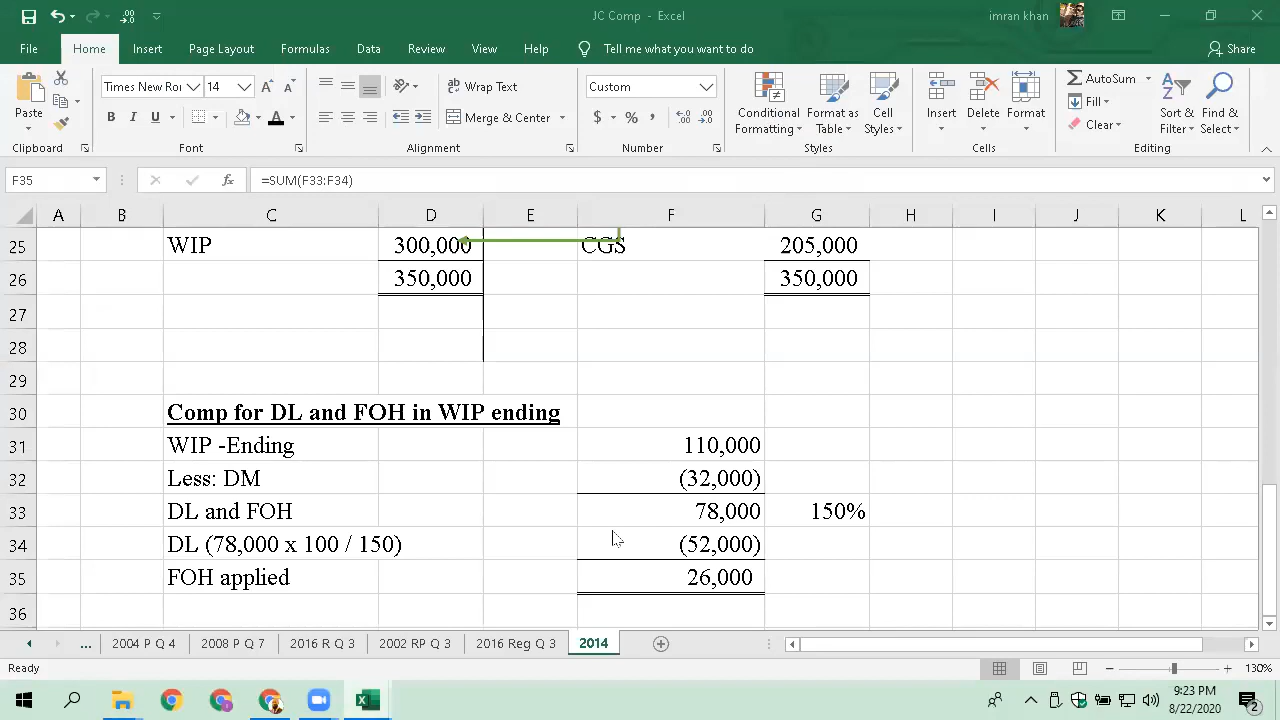 JC Comp - Excel
imran khan
File Home Insert Page Layout Formulas Data Review View Help Tell me what you want to do Share
Times New Ror 14 Wrap Text Custom AutoSum
Paste Merge & Center Conditional Formatting Format as Table Cell Styles Insert Delete Format Fill Clear Sort & Filter Find & Select
Clipboard Font Alignment Number Styles Cells Editing
F35 fx =SUM(F33:F34)
A B C D E F G H I J K L
25 WIP 300,000 CGS 205,000
26 350,000 350,000
27
28
29
30 Comp for DL and FOH in WIP ending
31 WIP -Ending 110,000
32 Less: DM (32,000)
33 DL and FOH 78,000 150%
34 DL (78,000 x 100 / 150) (52,000)
35 FOH applied 26,000
36
... 2004 P Q 4 2008 P Q 7 2016 R Q 3 2002 RP Q 3 2016 Reg Q 3 2014
Ready 130%
9:23 PM
8/22/2020
2